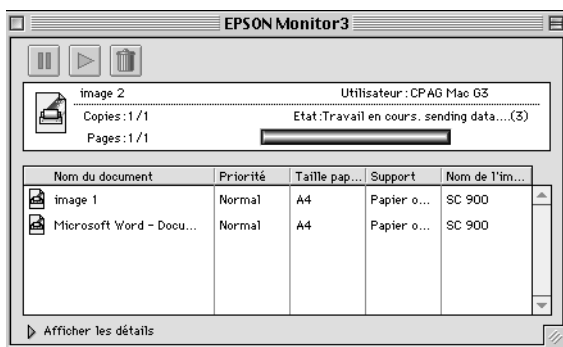 EPSON Monitor3
image 2 Utilisateur : CPAG Mac G3
Copies : 1/1 Etat : Travail en cours. sending data....(3)
Pages : 1/1
Nom du document Priorité Taille pap... Support Nom de l'im...
image 1 Normal A4 Papier o... SC 900
Microsoft Word - Docu... Normal A4 Papier o... SC 900
Afficher les détails